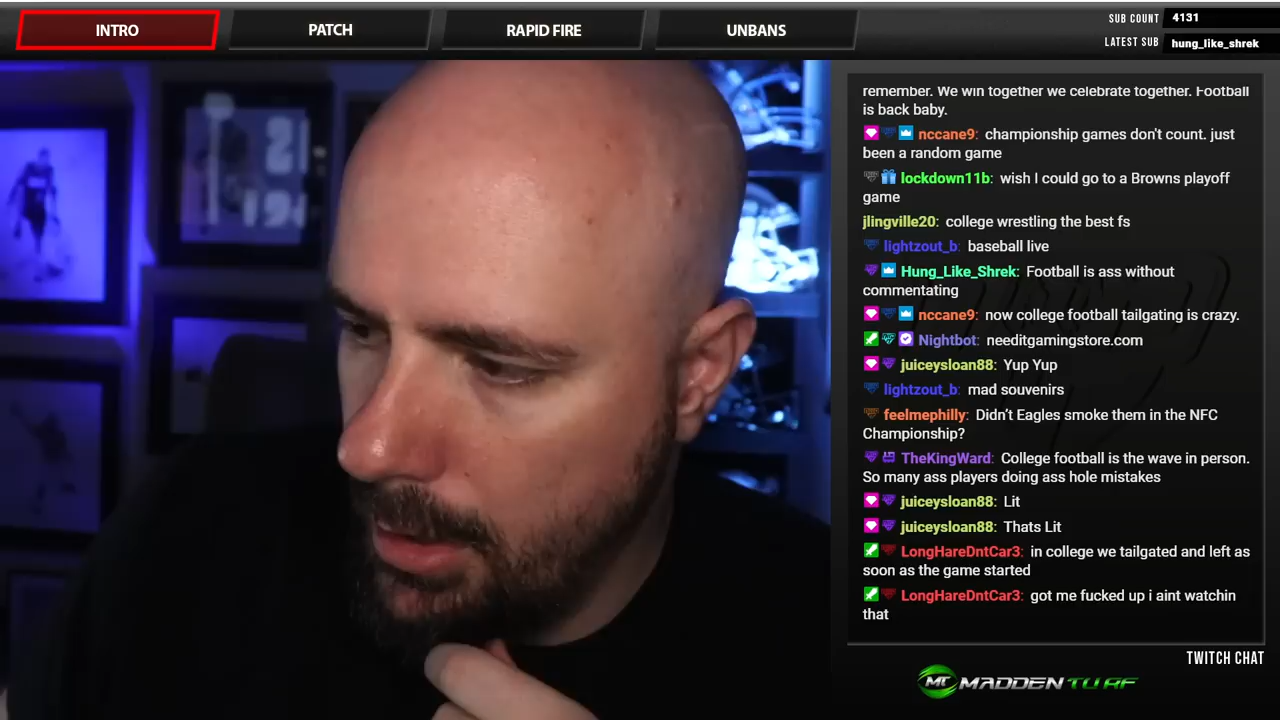 INTRO
PATCH
RAPID FIRE
UNBANS
SUB COUNT
4131
LATEST SUB
hung_like_shrek
remember. We win together we celebrate together. Football
is back baby.
nccane9: championship games don't count. just
been a random game
lockdown11b: wish I could go to a Browns playoff
game
jlingville20: college wrestling the best fs
lightzout_b: baseball live
Hung_Like_Shrek: Football is ass without
commentating
nccane9: now college football tailgating is crazy.
Nightbot: needitgamingstore.com
juiceysloan88: Yup Yup
lightzout_b: mad souvenirs
feelmephilly: Didn’t Eagles smoke them in the NFC
Championship?
TheKingWard: College football is the wave in person.
So many ass players doing ass hole mistakes
juiceysloan88: Lit
juiceysloan88: Thats Lit
LongHareDntCar3: in college we tailgated and left as
soon as the game started
LongHareDntCar3: got me fucked up i aint watchin
that
TWITCH CHAT
MT MADDEN TURF